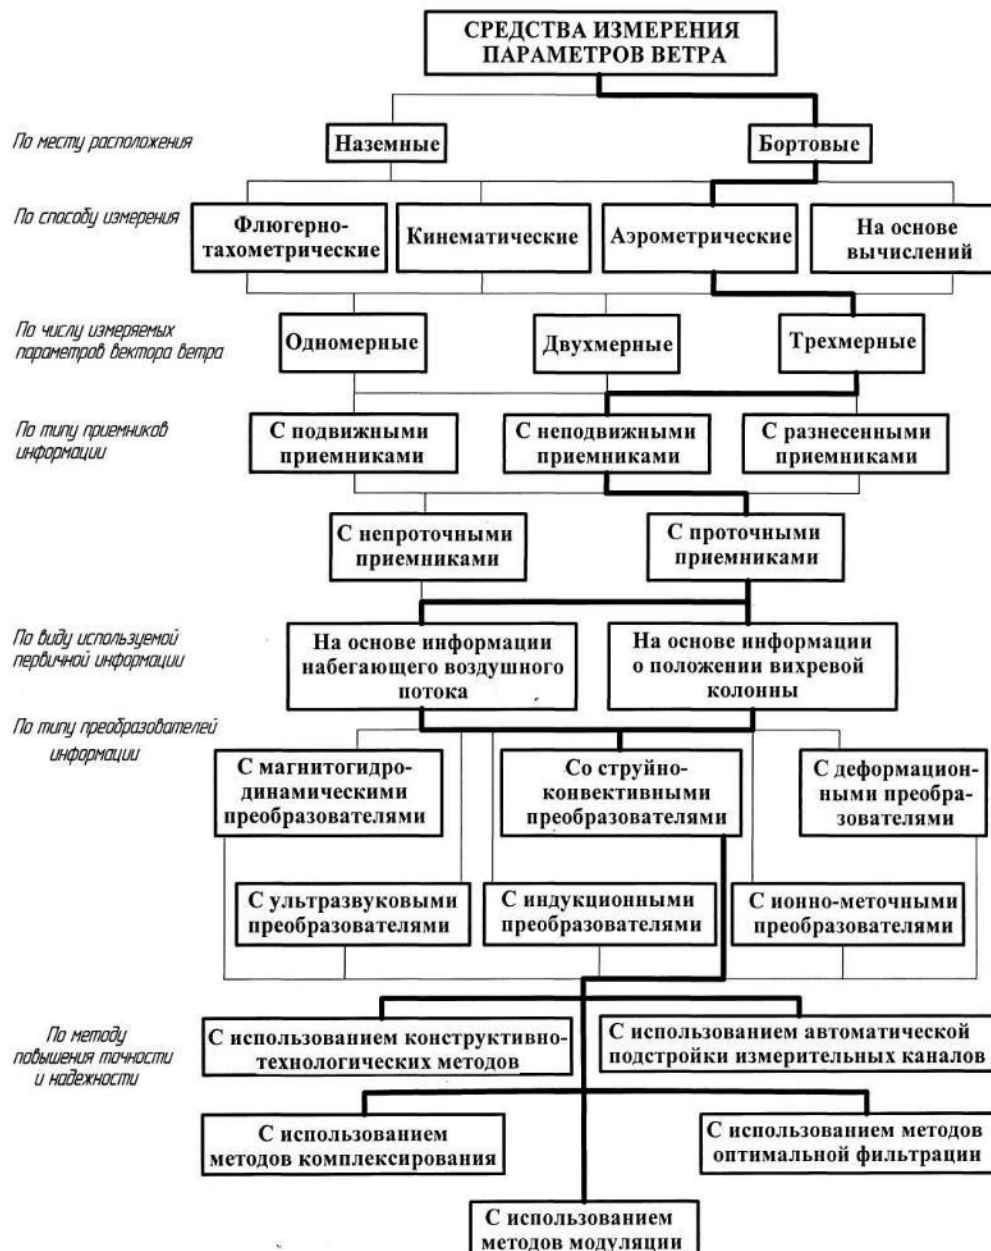 СРЕДСТВА ИЗМЕРЕНИЯ
ПАРАМЕТРОВ ВЕТРА
По месту расположения
Наземные
Бортовые
По способу измерения
Флюгерно-
тахометрические
Кинематические
Аэрометрические
На основе
вычислений
По числу измеряемых
параметров вектора ветра
Одномерные
Двухмерные
Трехмерные
По типу приемников
информации
С подвижными
приемниками
С неподвижными
приемниками
С разнесенными
приемниками
С непроточными
приемниками
С проточными
приемниками
По виду используемой
первичной информации
На основе информации
набегающего воздушного
потока
На основе информации
о положении вихревой
колонны
По типу преобразователей
информации
С магнитогидро-
динамическими
преобразователями
Со струйно-
конвективными
преобразователями
С деформацион-
ными преобра-
зователями
С ультразвуковыми
преобразователями
С индукционными
преобразователями
С ионно-меточными
преобразователями
По методу
повышения точности
и надежности
С использованием конструктивно-
технологических методов
С использованием автоматической
подстройки измерительных каналов
С использованием
методов комплексирования
С использованием методов
оптимальной фильтрации
С использованием
методов модуляции